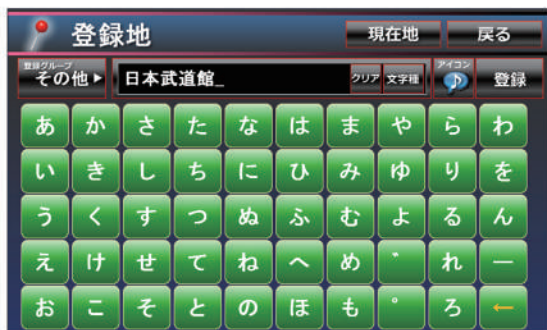 登録地 現在地 戻る
登録グループ アイコン
その他▶ 日本武道館_ クリア 文字種 登録
あ か さ た な は ま や ら わ
い き し ち に ひ み ゆ り を
う く す つ ぬ ふ む よ る ん
え け せ て ね へ め ゛ れ ー
お こ そ と の ほ も ゜ ろ ←